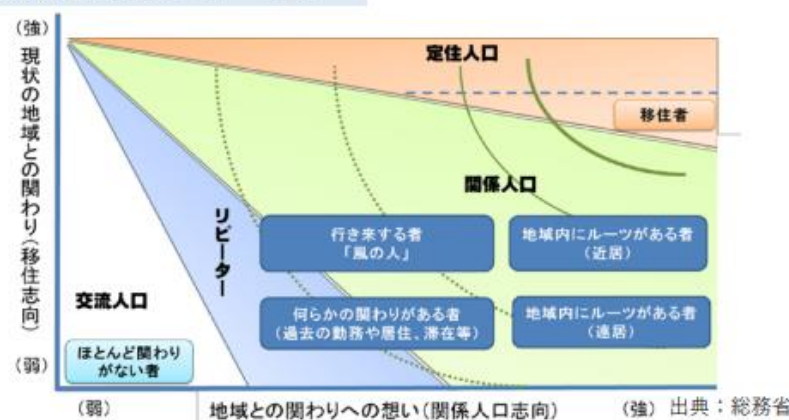 (強)
現状の地域との関わり(移住志向)
(弱)
定住人口
移住者
関係人口
リピーター
行き来する者
「風の人」
地域内にルーツがある者
(近居)
何らかの関わりがある者
(過去の勤務や居住、滞在等)
地域内にルーツがある者
(遠居)
交流人口
ほとんど関わり
がない者
(弱)
地域との関わりへの想い(関係人口志向)
(強)
出典:総務省